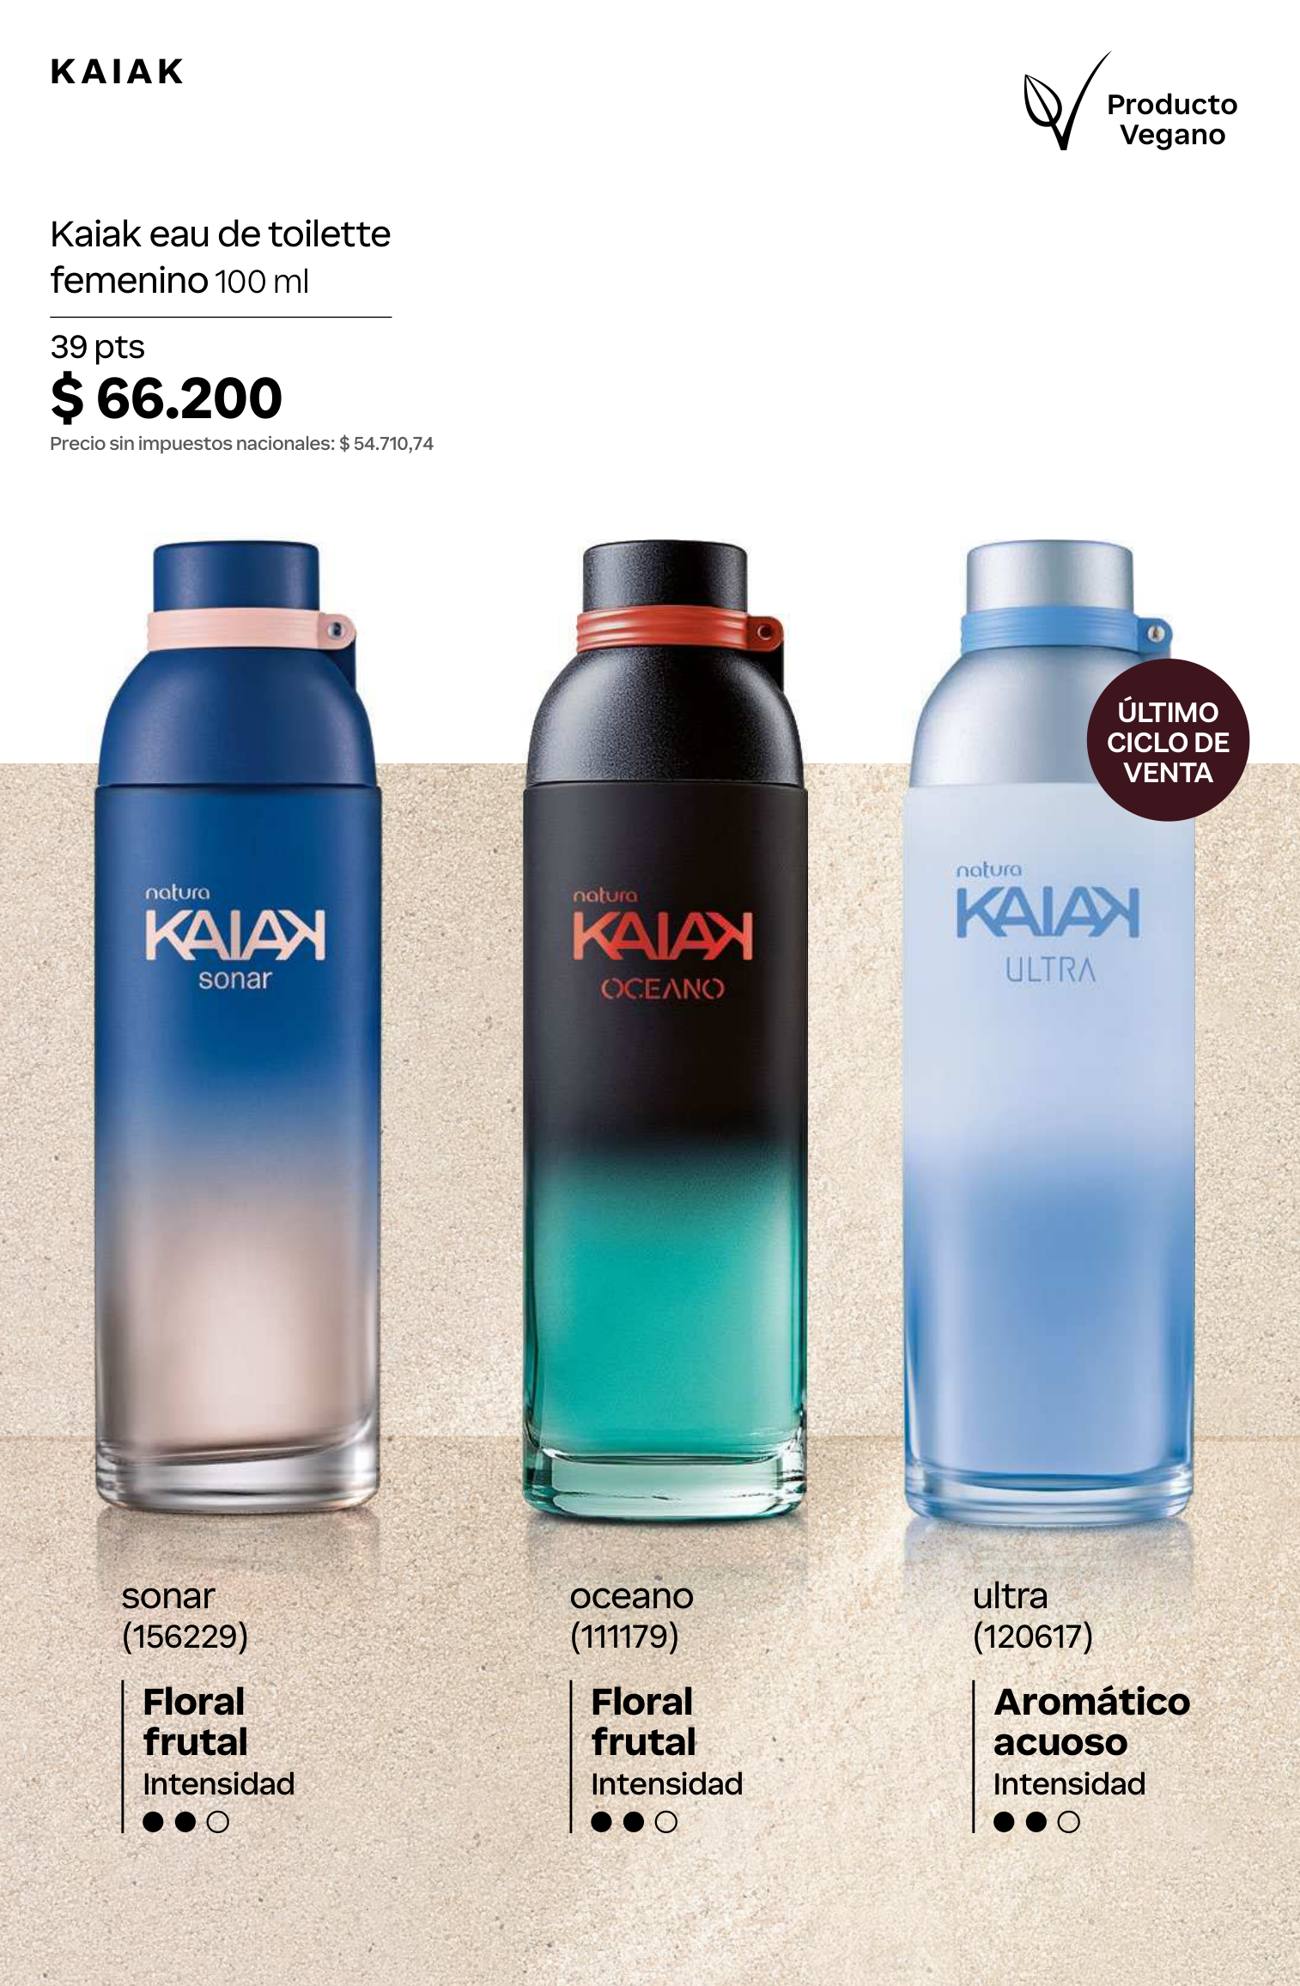 KAIAK
Producto
Vegano
Kaiak eau de toilette
femenino 100 ml
39 pts
$ 66.200
Precio sin impuestos nacionales: $ 54.710,74
ÚLTIMO
CICLO DE
VENTA
natura
KAIAK
sonar
natura
KAIAK
OCEANO
natura
KAIAK
ULTRA
sonar
(156229)
Floral
frutal
Intensidad
oceano
(111179)
Floral
frutal
Intensidad
ultra
(120617)
Aromático
acuoso
Intensidad